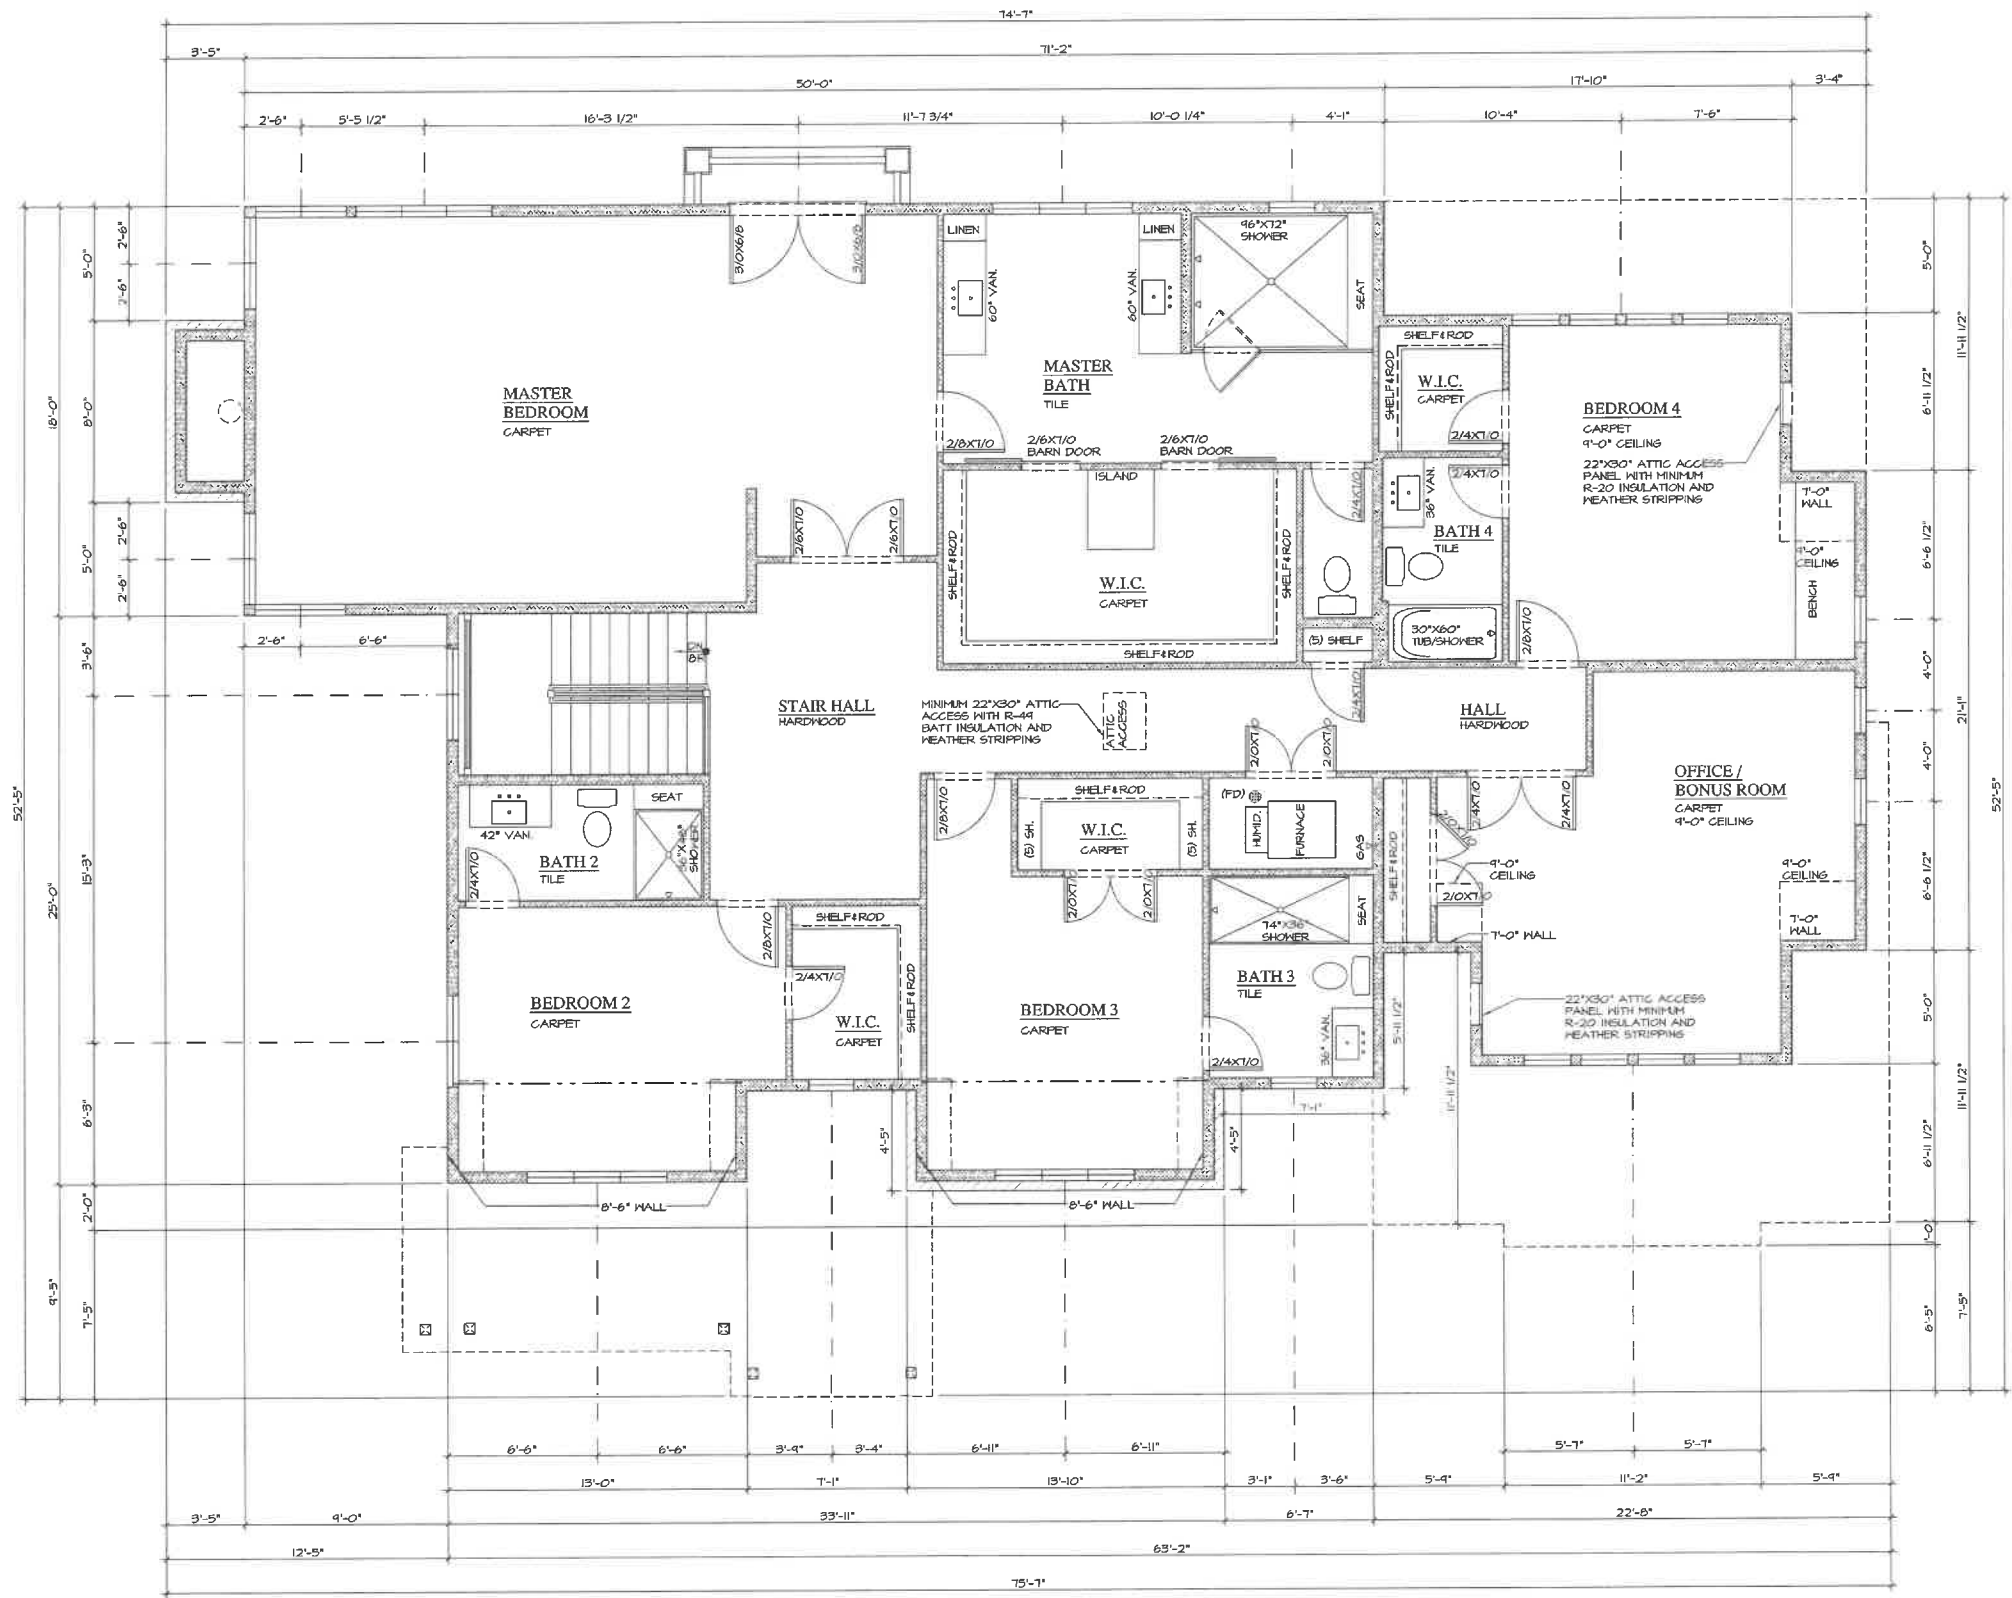 74'-7"
3'-5"
71'-2"
50'-0"
17'-10"
3'-4"
2'-6"
5'-5 1/2"
16'-3 1/2"
11'-7 3/4"
10'-0 1/4"
4'-1"
10'-4"
7'-6"
3/0X6/8
3/0X6/8
LINEN
60" VAN.
LINEN
60" VAN.
96"X72"
SHOWER
SEAT
MASTER
BEDROOM
CARPET
MASTER
BATH
TILE
2/8X7/0
2/6X7/0
BARN DOOR
2/6X7/0
BARN DOOR
SHELF&ROD
SHELF&ROD
W.I.C.
CARPET
2/4X7/0
BEDROOM 4
CARPET
9'-0" CEILING
22"X30" ATTIC ACCESS
PANEL WITH MINIMUM
R-20 INSULATION AND
WEATHER STRIPPING
7'-0"
WALL
9'-0"
CEILING
BENCH
2/6X7/0
2/6X7/0
ISLAND
SHELF&ROD
SHELF&ROD
W.I.C.
CARPET
SHELF&ROD
2/4X7/0
36" VAN.
2/4X7/0
BATH 4
TILE
30"X60"
TUB/SHOWER
(5) SHELF
2/8X7/0
STAIR HALL
HARDWOOD
MINIMUM 22"X30" ATTIC
ACCESS WITH R-49
BATT INSULATION AND
WEATHER STRIPPING
ATTIC
ACCESS
2/4X7/0
HALL
HARDWOOD
2/0X7/0
2/0X7/0
OFFICE /
BONUS ROOM
CARPET
9'-0" CEILING
2/4X7/0
2/4X7/0
2/0X7/0
9'-0"
CEILING
2/0X7/0
7'-0" WALL
9'-0"
CEILING
7'-0"
WALL
SHELF&ROD
42" VAN.
SEAT
SHOWER
BATH 2
TILE
2/4X7/0
2/8X7/0
SHELF&ROD
(5) SH.
W.I.C.
CARPET
(5) SH.
2/0X7/0
2/0X7/0
(FD)
HUMID.
FURNACE
GAS
74"X36"
SHOWER
SEAT
BATH 3
TILE
36" VAN.
2/4X7/0
2/8X7/0
SHELF&ROD
2/4X7/0
SHELF&ROD
W.I.C.
CARPET
BEDROOM 2
CARPET
BEDROOM 3
CARPET
22"X30" ATTIC ACCESS
PANEL WITH MINIMUM
R-20 INSULATION AND
WEATHER STRIPPING
8'-6" WALL
8'-6" WALL
4'-5"
4'-5"
7'-1"
5'-11 1/2"
11'-11 1/2"
52'-5"
18'-0"
25'-0"
9'-5"
5'-0"
8'-0"
5'-0"
3'-6"
15'-3"
6'-3"
2'-0"
7'-5"
2'-6"
2'-6"
2'-6"
2'-6"
2'-6"
6'-6"
5'-0"
6'-11 1/2"
6'-6 1/2"
4'-0"
4'-0"
6'-6 1/2"
5'-0"
6'-11 1/2"
1'-0"
6'-5"
11'-11 1/2"
21'-1"
11'-11 1/2"
7'-5"
52'-5"
6'-6"
6'-6"
3'-9"
3'-4"
6'-11"
6'-11"
5'-7"
5'-7"
13'-0"
7'-1"
13'-10"
3'-1"
3'-6"
5'-9"
11'-2"
5'-9"
3'-5"
9'-0"
33'-11"
6'-7"
22'-8"
12'-5"
63'-2"
75'-7"